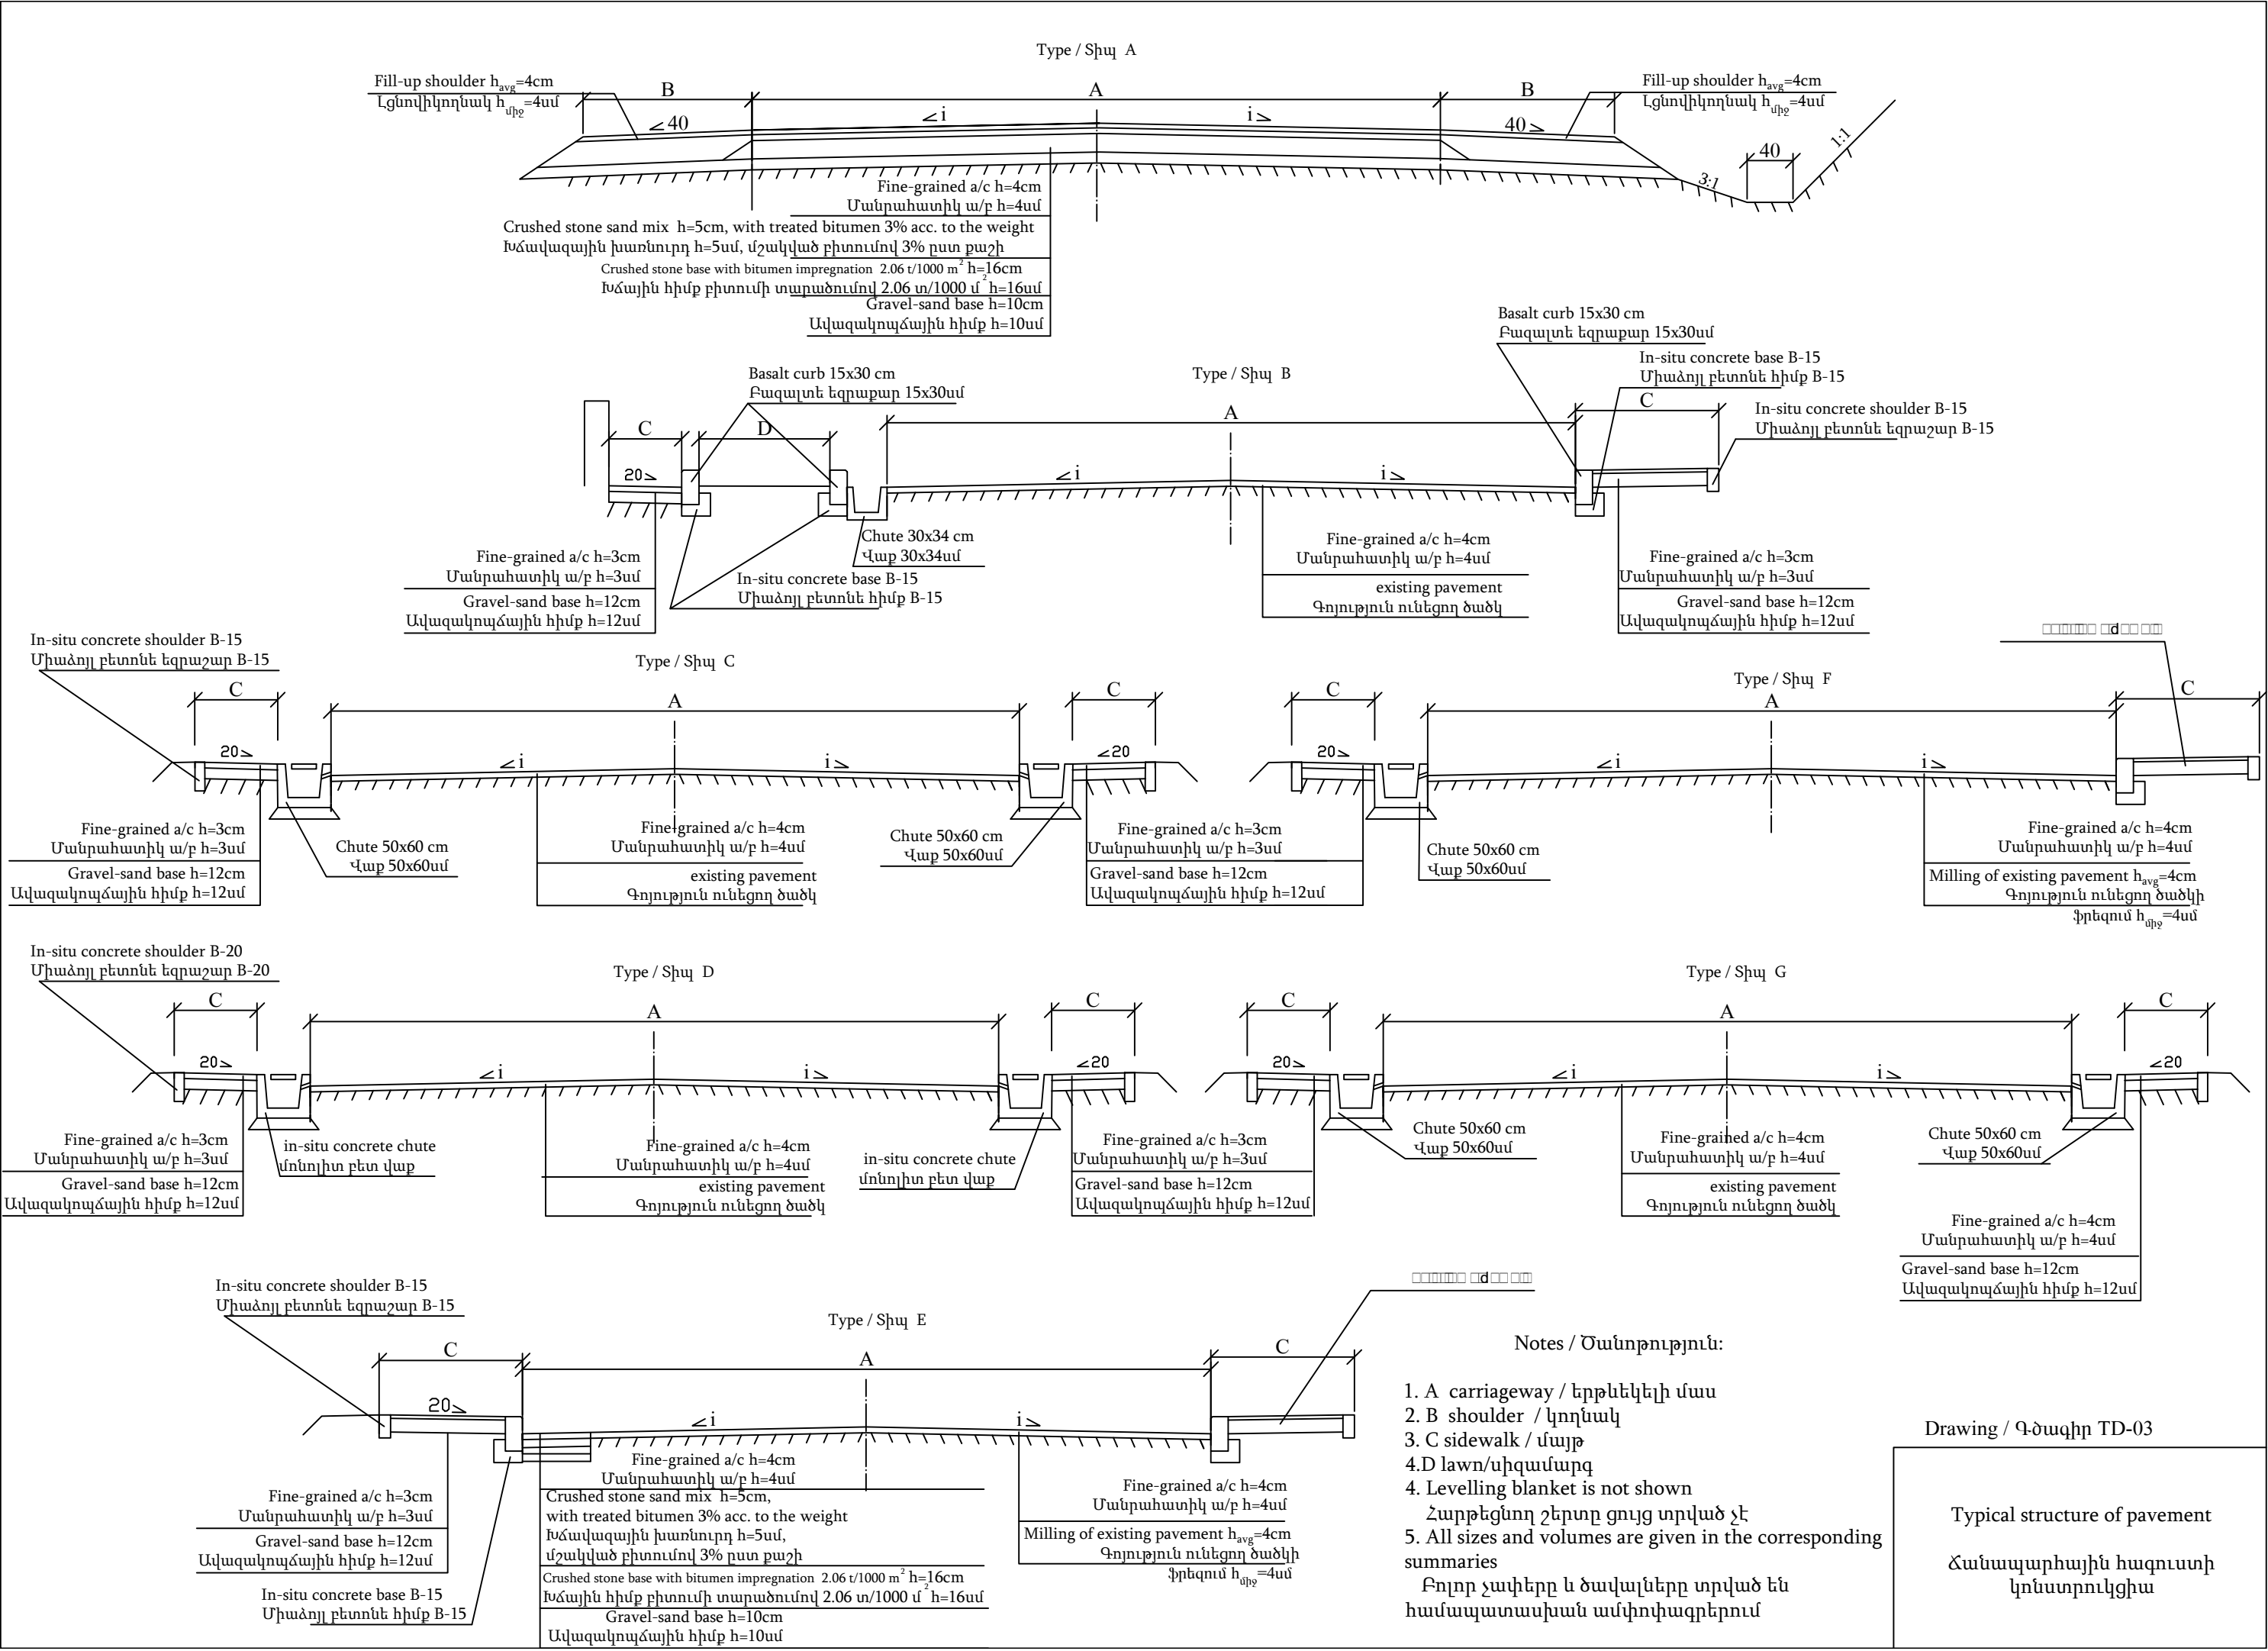 Type / Տիպ A
Fill-up shoulder havg=4cm
Լցնովիկողնակ hմիջ=4սմ
B
A
B
Fill-up shoulder havg=4cm
Լցնովիկողնակ hմիջ=4սմ
40
i
i
40
40
1:1
3:1
Fine-grained a/c h=4cm
Մանրահատիկ ա/բ h=4սմ
Crushed stone sand mix h=5cm, with treated bitumen 3% acc. to the weight
Խճավազային խառնուրդ h=5սմ, մշակված բիտումով 3% ըստ քաշի
Crushed stone base with bitumen impregnation 2.06 t/1000 m2 h=16cm
Խճային հիմք բիտումի տարածումով 2.06 տ/1000 մ2 h=16սմ
Gravel-sand base h=10cm
Ավազակոպճային հիմք h=10սմ
Type / Տիպ B
Basalt curb 15x30 cm
Բազալտե եզրաքար 15x30սմ
Basalt curb 15x30 cm
Բազալտե եզրաքար 15x30սմ
In-situ concrete base B-15
Միաձույլ բետոնե հիմք B-15
In-situ concrete shoulder B-15
Միաձոյլ բետոնե եզրաշար B-15
C
D
A
C
20
i
i
Chute 30x34 cm
Վաք 30x34սմ
In-situ concrete base B-15
Միաձոյլ բետոնե հիմք B-15
Fine-grained a/c h=3cm
Մանրահատիկ ա/բ h=3սմ
Gravel-sand base h=12cm
Ավազակոպճային հիմք h=12սմ
Fine-grained a/c h=4cm
Մանրահատիկ ա/բ h=4սմ
existing pavement
Գոյություն ունեցող ծածկ
Fine-grained a/c h=3cm
Մանրահատիկ ա/բ h=3սմ
Gravel-sand base h=12cm
Ավազակոպճային հիմք h=12սմ
Type / Տիպ C
In-situ concrete shoulder B-15
Միաձոյլ բետոնե եզրաշար B-15
C
A
C
20
i
i
20
Fine-grained a/c h=3cm
Մանրահատիկ ա/բ h=3սմ
Gravel-sand base h=12cm
Ավազակոպճային հիմք h=12սմ
Chute 50x60 cm
Վաք 50x60սմ
Fine-grained a/c h=4cm
Մանրահատիկ ա/բ h=4սմ
existing pavement
Գոյություն ունեցող ծածկ
Chute 50x60 cm
Վաք 50x60սմ
Fine-grained a/c h=3cm
Մանրահատիկ ա/բ h=3սմ
Gravel-sand base h=12cm
Ավազակոպճային հիմք h=12սմ
Type / Տիպ F
C
A
C
20
i
i
Chute 50x60 cm
Վաք 50x60սմ
Fine-grained a/c h=4cm
Մանրահատիկ ա/բ h=4սմ
Milling of existing pavement havg=4cm
Գոյություն ունեցող ծածկի
ֆրեզում hմիջ=4սմ
Type / Տիպ D
In-situ concrete shoulder B-20
Միաձոյլ բետոնե եզրաշար B-20
C
A
C
20
i
i
20
Fine-grained a/c h=3cm
Մանրահատիկ ա/բ h=3սմ
Gravel-sand base h=12cm
Ավազակոպճային հիմք h=12սմ
in-situ concrete chute
մոնոլիտ բետ վաք
Fine-grained a/c h=4cm
Մանրահատիկ ա/բ h=4սմ
existing pavement
Գոյություն ունեցող ծածկ
in-situ concrete chute
մոնոլիտ բետ վաք
Fine-grained a/c h=3cm
Մանրահատիկ ա/բ h=3սմ
Gravel-sand base h=12cm
Ավազակոպճային հիմք h=12սմ
Type / Տիպ G
C
A
C
20
i
i
20
Chute 50x60 cm
Վաք 50x60սմ
Fine-grained a/c h=4cm
Մանրահատիկ ա/բ h=4սմ
existing pavement
Գոյություն ունեցող ծածկ
Chute 50x60 cm
Վաք 50x60սմ
Fine-grained a/c h=4cm
Մանրահատիկ ա/բ h=4սմ
Gravel-sand base h=12cm
Ավազակոպճային հիմք h=12սմ
Type / Տիպ E
In-situ concrete shoulder B-15
Միաձոյլ բետոնե եզրաշար B-15
C
A
C
20
i
i
Fine-grained a/c h=3cm
Մանրահատիկ ա/բ h=3սմ
Gravel-sand base h=12cm
Ավազակոպճային հիմք h=12սմ
In-situ concrete base B-15
Միաձոյլ բետոնե հիմք B-15
Fine-grained a/c h=4cm
Մանրահատիկ ա/բ h=4սմ
Crushed stone sand mix h=5cm,
with treated bitumen 3% acc. to the weight
Խճավազային խառնուրդ h=5սմ,
մշակված բիտումով 3% ըստ քաշի
Crushed stone base with bitumen impregnation 2.06 t/1000 m2 h=16cm
Խճային հիմք բիտումի տարածումով 2.06 տ/1000 մ2 h=16սմ
Gravel-sand base h=10cm
Ավազակոպճային հիմք h=10սմ
Fine-grained a/c h=4cm
Մանրահատիկ ա/բ h=4սմ
Milling of existing pavement havg=4cm
Գոյություն ունեցող ծածկի
ֆրեզում hմիջ=4սմ
Notes / Ծանոթություն:
1. A carriageway / երթևեկելի մաս
2. B shoulder / կողնակ
3. C sidewalk / մայթ
4.D lawn/սիզամարգ
4. Levelling blanket is not shown
Հարթեցնող շերտը ցույց տրված չէ
5. All sizes and volumes are given in the corresponding
summaries
Բոլոր չափերը և ծավալները տրված են
համապատասխան ամփոփագրերում
Drawing / Գծագիր TD-03
Typical structure of pavement
Ճանապարհային հագուստի
կոնստրուկցիա